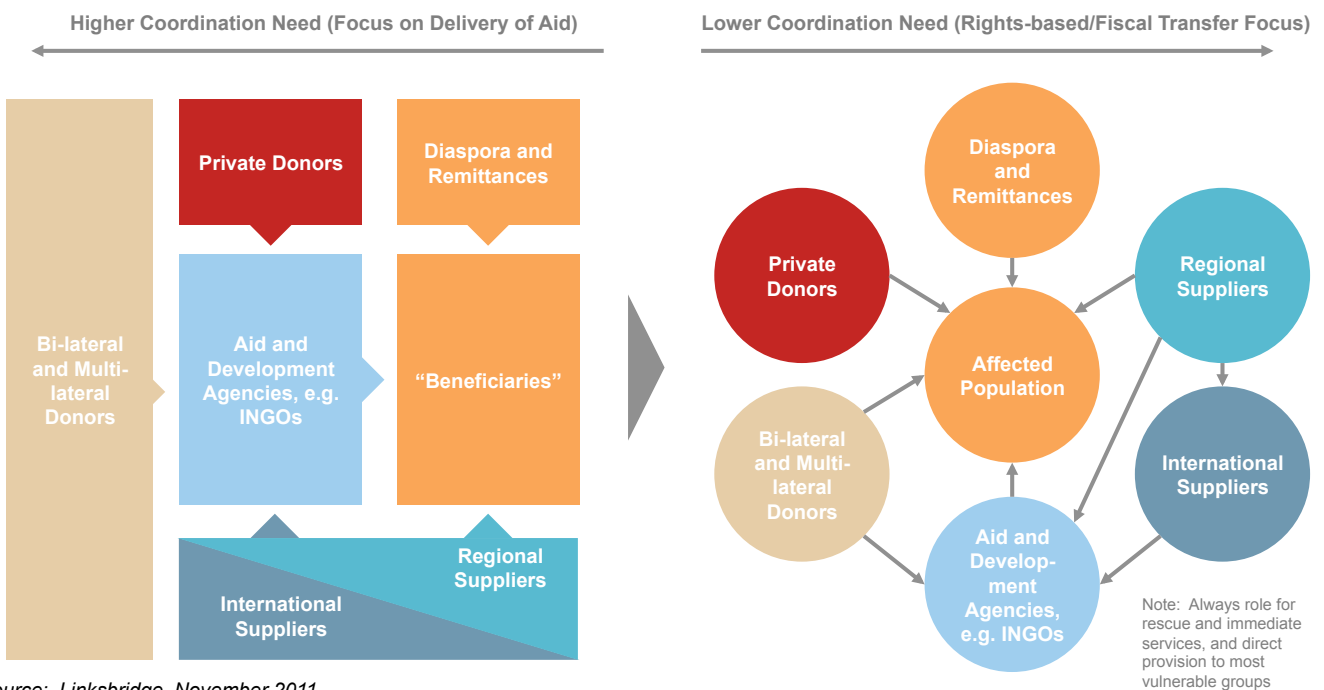 Higher Coordination Need (Focus on Delivery of Aid)
Private Donors
Diaspora and
Remittances
Bi-lateral
and Multi-
lateral
Donors
Aid and
Development
Agencies, e.g.
INGOs
“Beneficiaries”
Regional
Suppliers
International
Suppliers
Lower Coordination Need (Rights-based/Fiscal Transfer Focus)
Diaspora
and
Remittances
Private
Donors
Regional
Suppliers
Affected
Population
Bi-lateral
and Multi-
lateral
Donors
International
Suppliers
Aid and
Develop-
ment
Agencies,
e.g. INGOs
Note: Always role for
rescue and immediate
services, and direct
provision to most
vulnerable groups
Linksbridge, November 2011